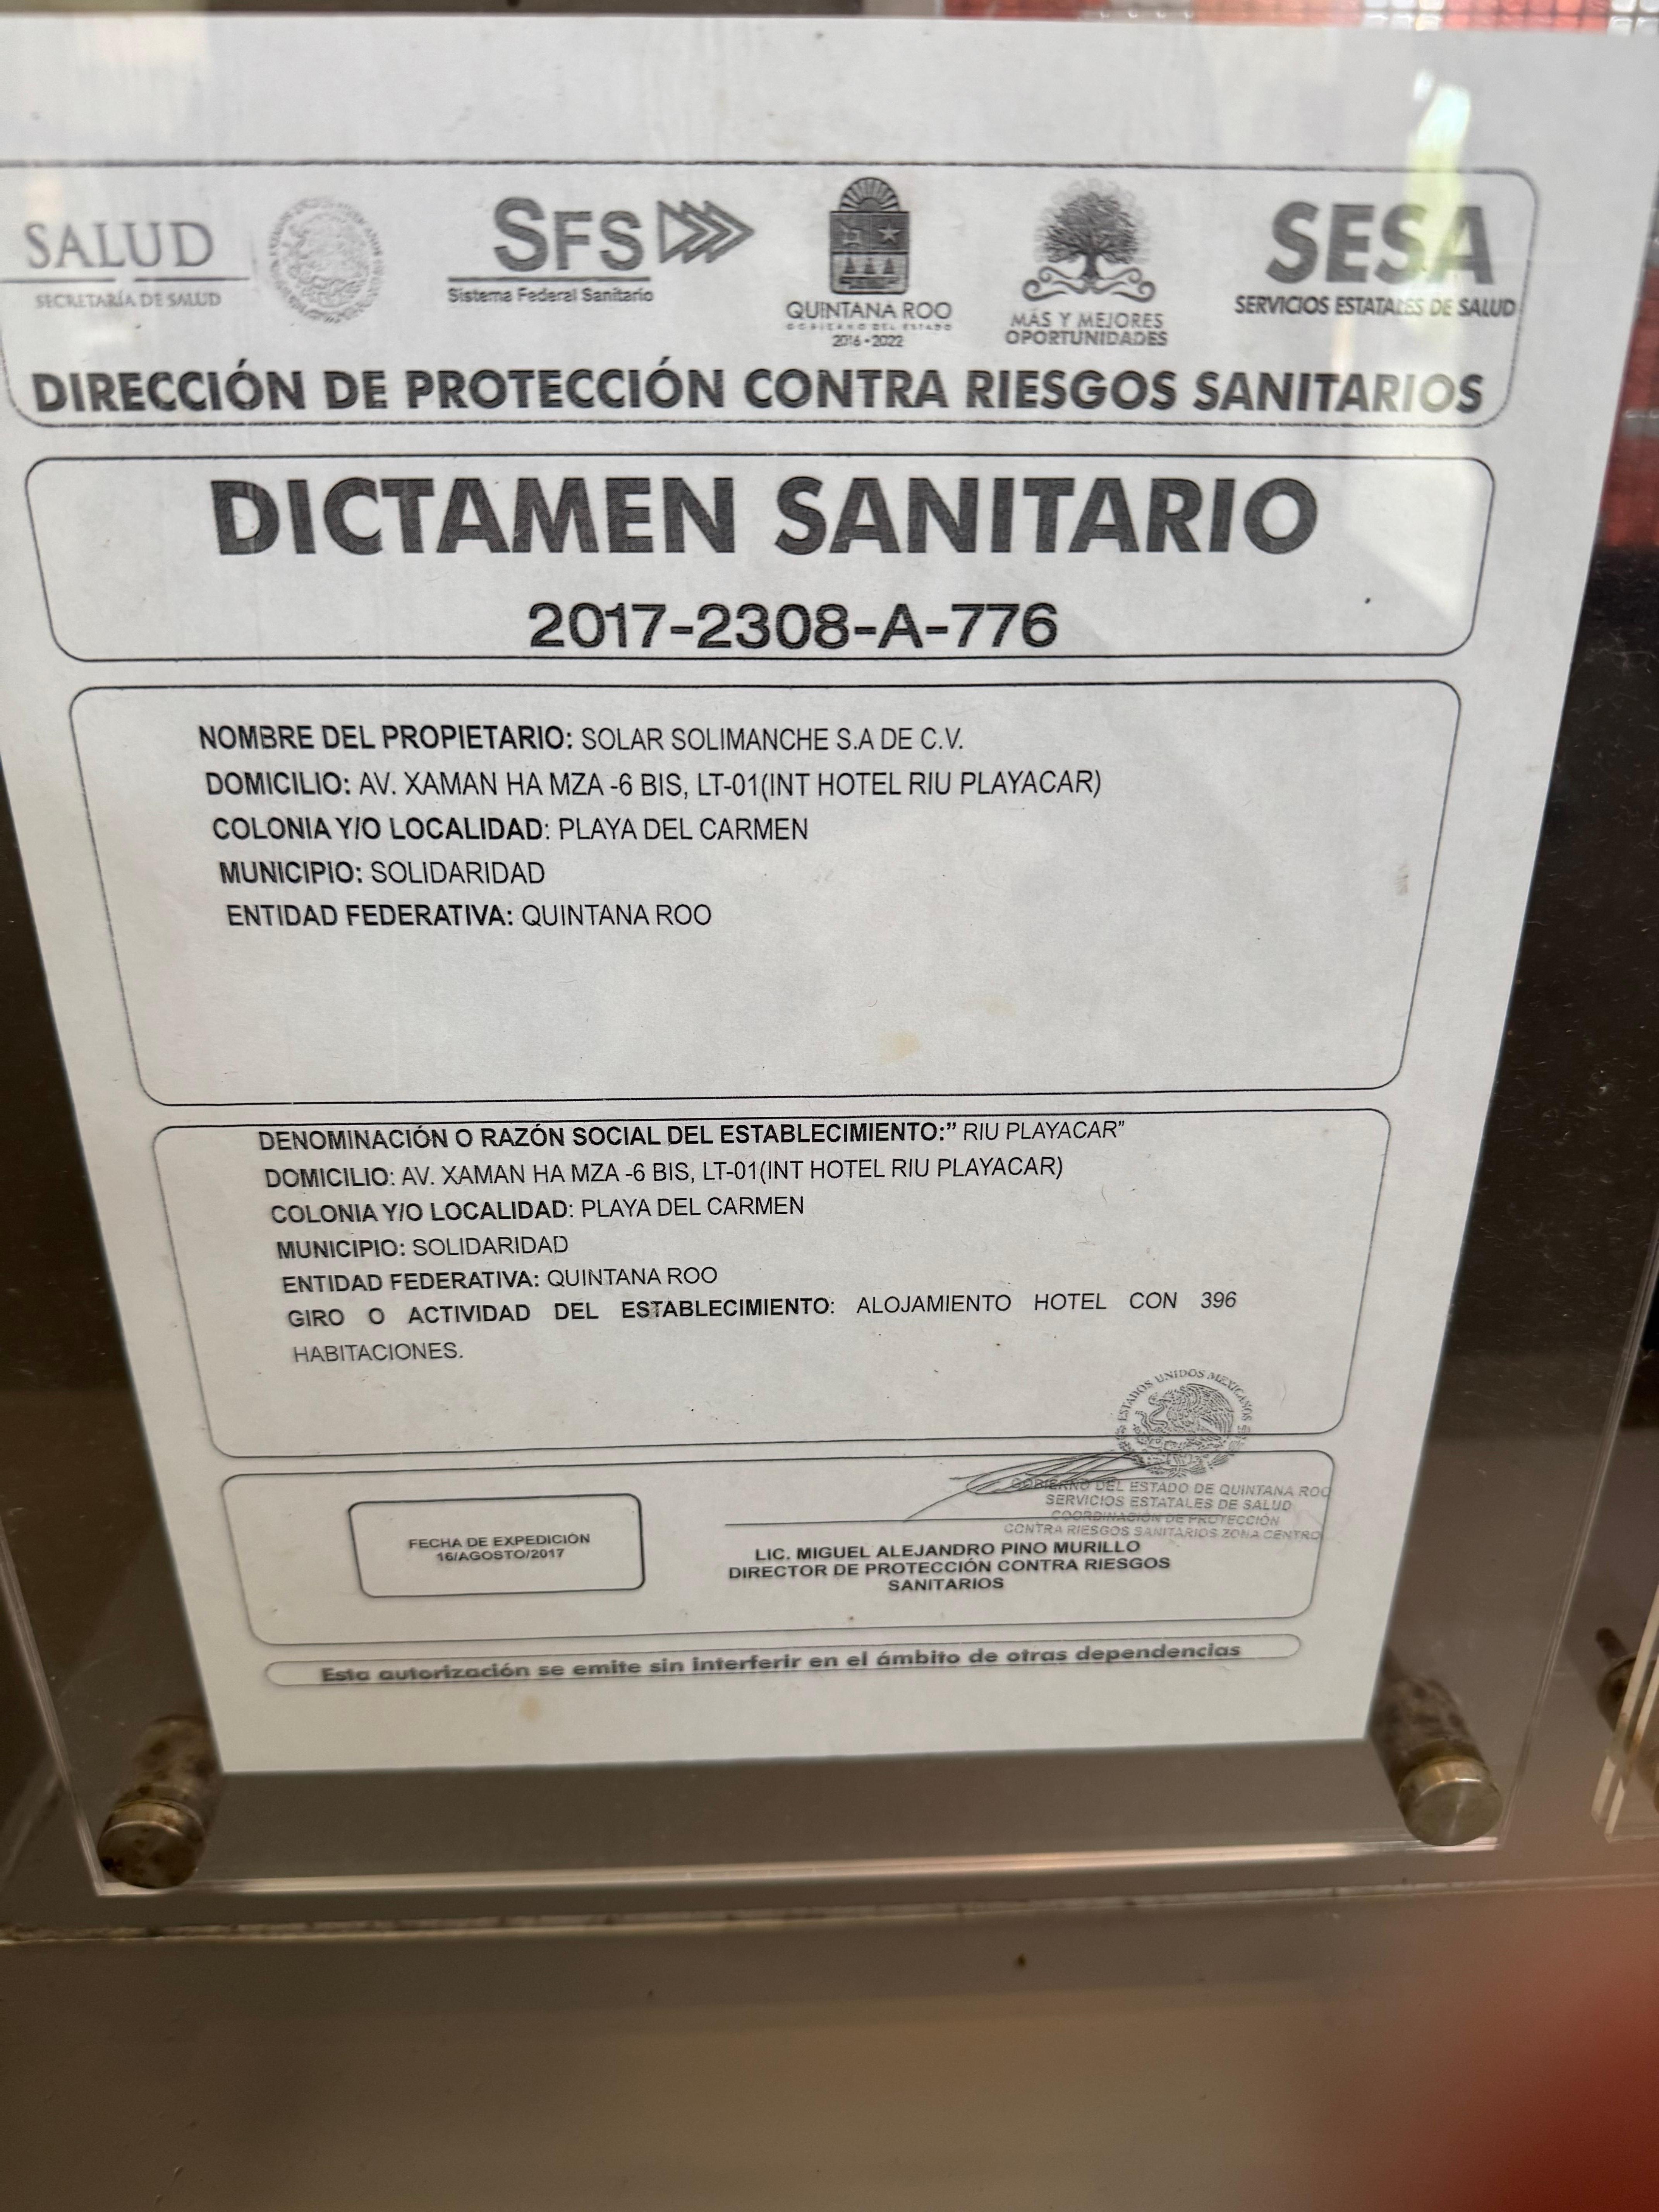 SALUD
SECRETARÍA DE SALUD
SFS
Sistema Federal Sanitario
QUINTANA ROO
GOBIERNO DEL ESTADO
2016 • 2022
MÁS Y MEJORES
OPORTUNIDADES
SESA
SERVICIOS ESTATALES DE SALUD
DIRECCIÓN DE PROTECCIÓN CONTRA RIESGOS SANITARIOS
DICTAMEN SANITARIO
2017-2308-A-776
NOMBRE DEL PROPIETARIO: SOLAR SOLIMANCHE S.A DE C.V.
DOMICILIO: AV. XAMAN HA MZA -6 BIS, LT-01(INT HOTEL RIU PLAYACAR)
COLONIA Y/O LOCALIDAD: PLAYA DEL CARMEN
MUNICIPIO: SOLIDARIDAD
ENTIDAD FEDERATIVA: QUINTANA ROO
DENOMINACIÓN O RAZÓN SOCIAL DEL ESTABLECIMIENTO:” RIU PLAYACAR”
DOMICILIO: AV. XAMAN HA MZA -6 BIS, LT-01(INT HOTEL RIU PLAYACAR)
COLONIA Y/O LOCALIDAD: PLAYA DEL CARMEN
MUNICIPIO: SOLIDARIDAD
ENTIDAD FEDERATIVA: QUINTANA ROO
GIRO O ACTIVIDAD DEL ESTABLECIMIENTO: ALOJAMIENTO HOTEL CON 396
HABITACIONES.
ESTADOS UNIDOS MEXICANOS
GOBIERNO DEL ESTADO DE QUINTANA ROO
SERVICIOS ESTATALES DE SALUD
COORDINACIÓN DE PROTECCIÓN
CONTRA RIESGOS SANITARIOS ZONA CENTRO
FECHA DE EXPEDICIÓN
16/AGOSTO/2017
LIC. MIGUEL ALEJANDRO PINO MURILLO
DIRECTOR DE PROTECCIÓN CONTRA RIESGOS
SANITARIOS
Esta autorización se emite sin interferir en el ámbito de otras dependencias